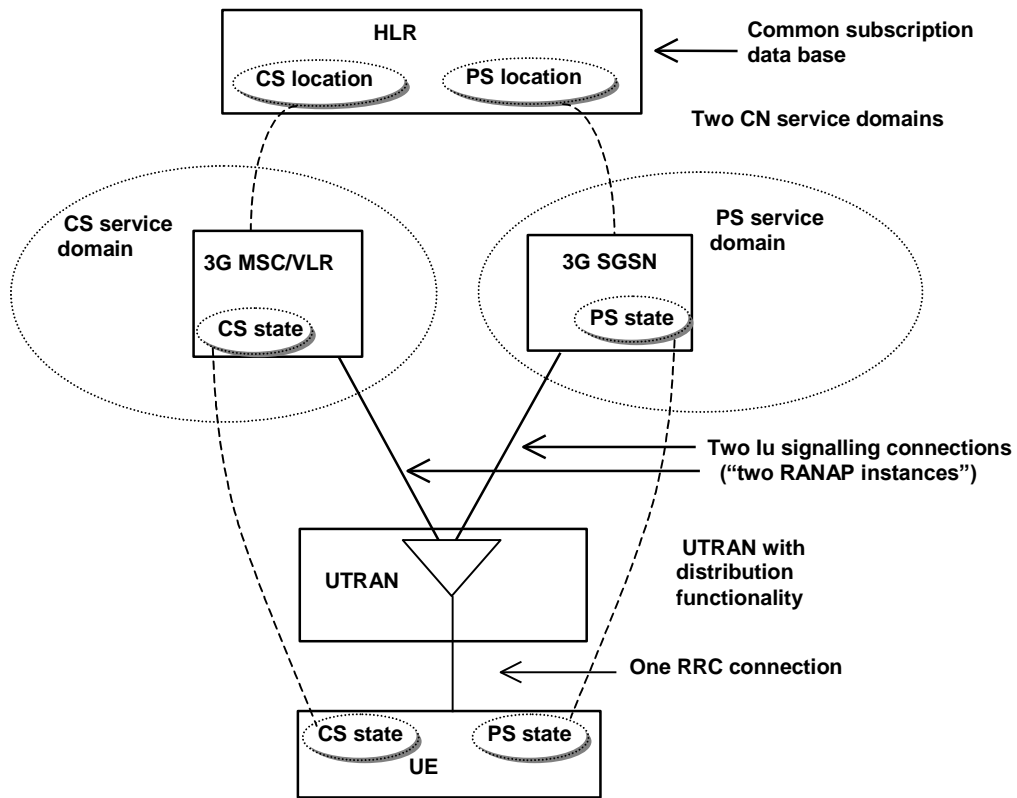 HLR
Common subscription
data base
CS location
PS location
Two CN service domains
CS service
domain
PS service
domain
3G MSC/VLR
3G SGSN
CS state
PS state
Two Iu signalling connections
(“two RANAP instances”)
UTRAN
UTRAN with
distribution
functionality
One RRC connection
CS state
PS state
UE